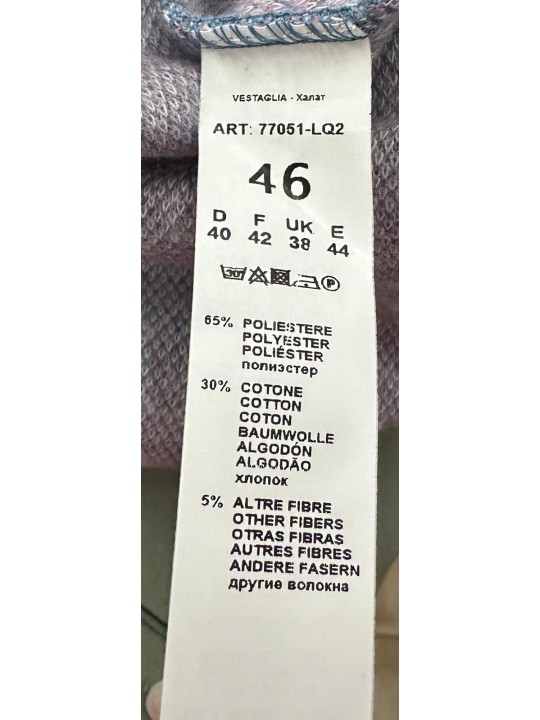 VESTAGLIA - Халат
ART: 77051-LQ2
46
D F UK E
40 42 38 44
30 P
65% POLIESTERE
POLYESTER
POLIÉSTER
полиэстер
30% COTONE
COTTON
COTON
BAUMWOLLE
ALGODÓN
ALGODÃO
хлопок
5% ALTRE FIBRE
OTHER FIBERS
OTRAS FIBRAS
AUTRES FIBRES
ANDERE FASERN
другие волокна